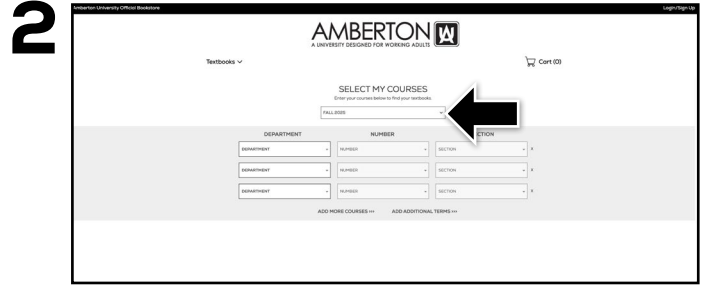 2
Amberton University Official Bookstore
Login/Sign Up
AMBERTON
A UNIVERSITY DESIGNED FOR WORKING ADULTS
Textbooks
Cart (0)
SELECT MY COURSES
Enter your courses below to find your textbooks.
FALL 2025
DEPARTMENT NUMBER CTION
DEPARTMENT NUMBER SECTION X
DEPARTMENT NUMBER SECTION X
DEPARTMENT NUMBER SECTION X
ADD MORE COURSES >>> ADD ADDITIONAL TERMS >>>